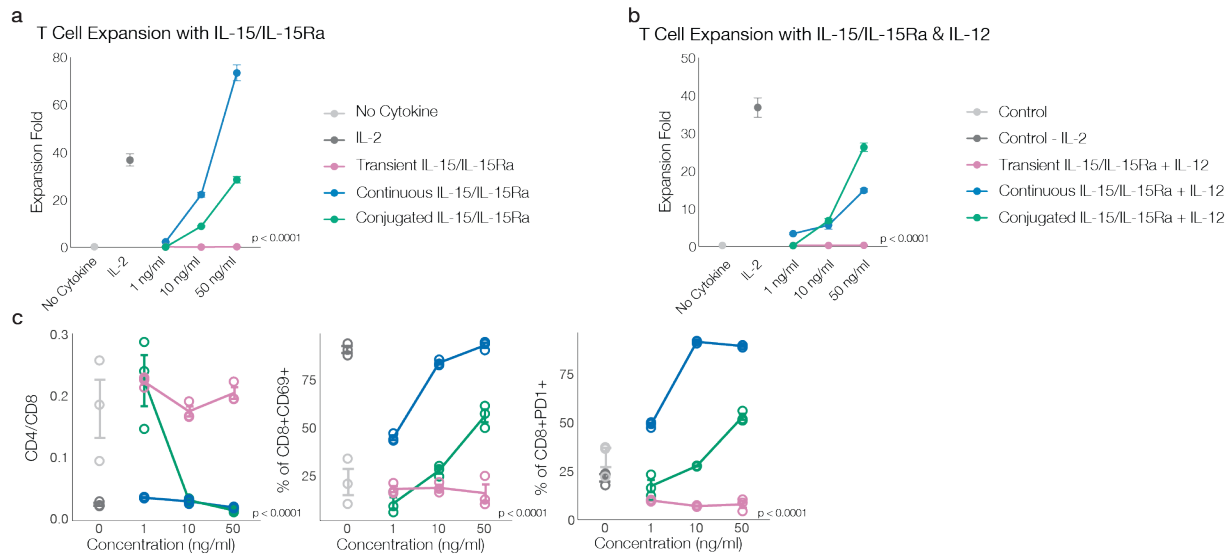 a
T Cell Expansion with IL-15/IL-15Ra
Expansion Fold
80
60
40
20
0
No Cytokine
IL-2
1 ng/ml
10 ng/ml
50 ng/ml
p < 0.0001
No Cytokine
IL-2
Transient IL-15/IL-15Ra
Continuous IL-15/IL-15Ra
Conjugated IL-15/IL-15Ra
b
T Cell Expansion with IL-15/IL-15Ra & IL-12
Expansion Fold
50
40
30
20
10
0
No Cytokine
IL-2
1 ng/ml
10 ng/ml
50 ng/ml
p < 0.0001
Control
Control - IL-2
Transient IL-15/IL-15Ra + IL-12
Continuous IL-15/IL-15Ra + IL-12
Conjugated IL-15/IL-15Ra + IL-12
c
CD4/CD8
0.3
0.2
0.1
0.0
0 1 10 50
Concentration (ng/ml)
p < 0.0001
% of CD8+CD69+
75
50
25
0 1 10 50
Concentration (ng/ml)
p < 0.0001
% of CD8+PD1+
75
50
25
0
0 1 10 50
Concentration (ng/ml)
p < 0.0001